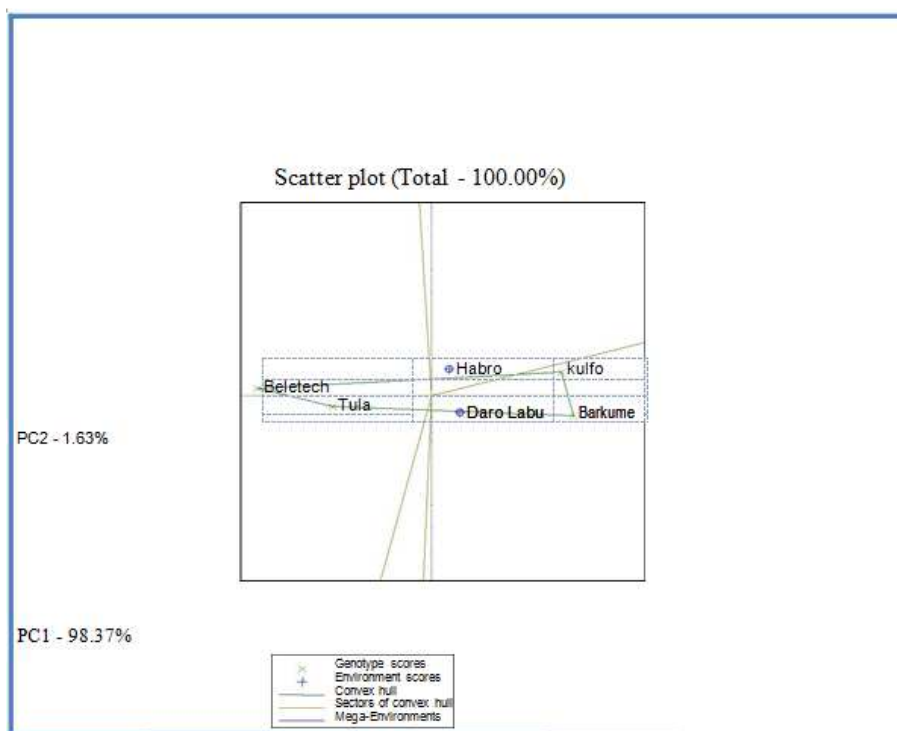 Scatter plot (Total - 100.00%)
Habro
kulfo
Beletech
Tula
Daro Labu
Barkume
PC2 - 1.63%
PC1 - 98.37%
Genotype scores
Environment scores
Convex hull
Sectors of convex hull
Mega-Environments